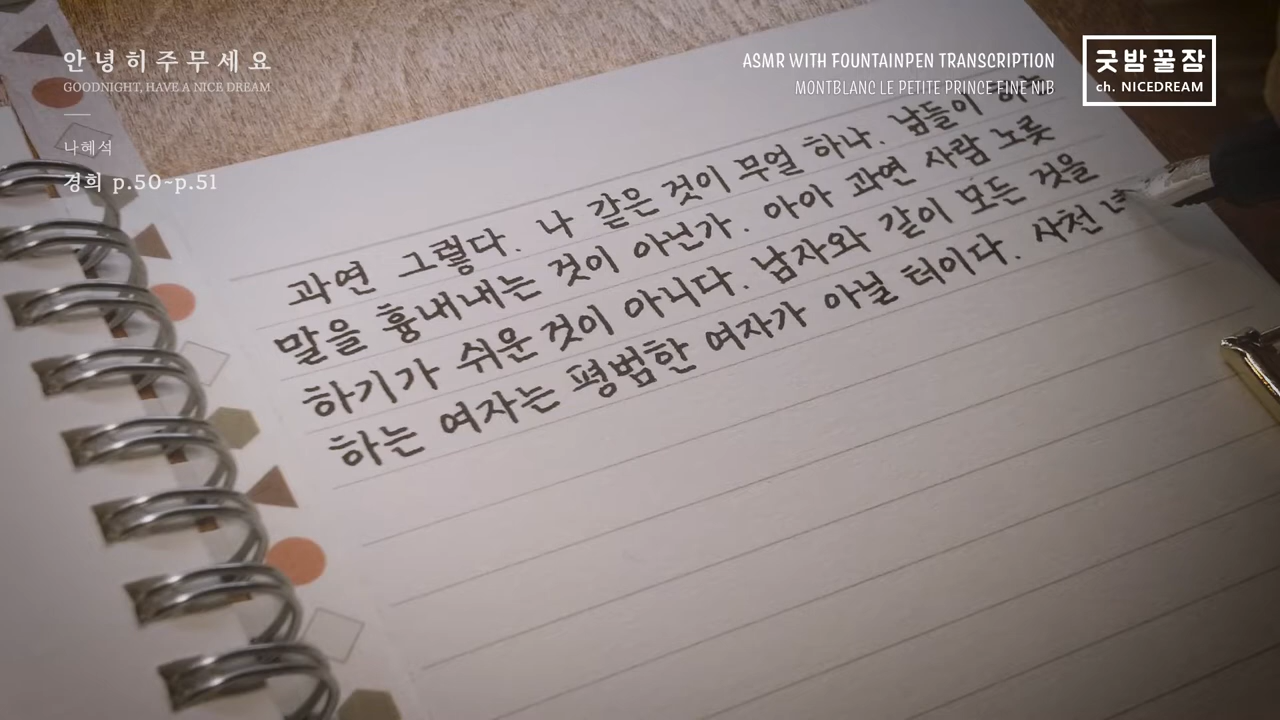 안녕히주무세요
GOODNIGHT, HAVE A NICE DREAM
나혜석
경희 p.50~p.51
ASMR WITH FOUNTAINPEN TRANSCRIPTION
MONTBLANC LE PETITE PRINCE FINE NIB
굿밤꿀잠
ch. NICEDREAM
과연 그렇다. 나 같은 것이 무얼 하나. 남들이 하는
말을 흉내내는 것이 아닌가. 아아 과연 사람 노릇
하기가 쉬운 것이 아니다. 남자와 같이 모든 것을
하는 여자는 평범한 여자가 아닐 터이다. 사천